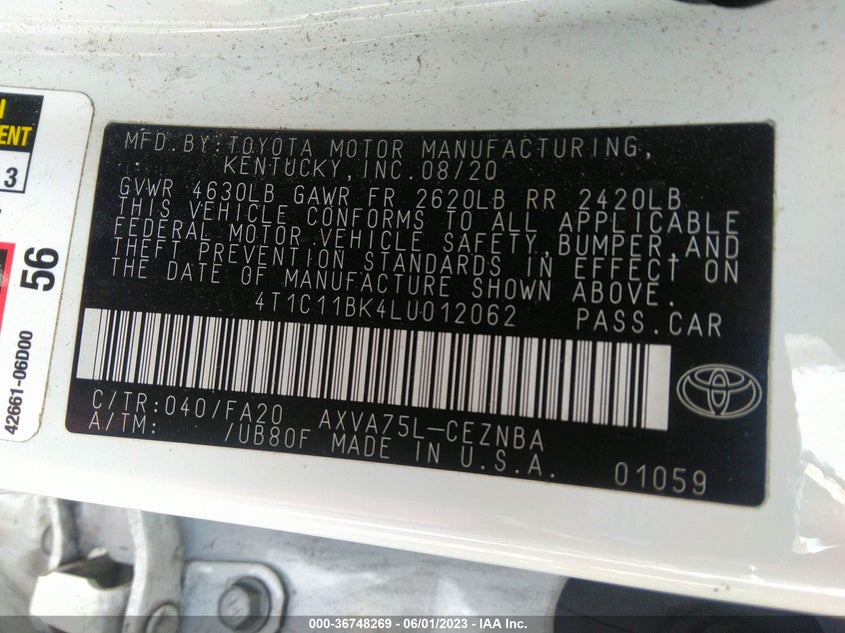 MFD.BY:TOYOTA MOTOR MANUFACTURING,
KENTUCKY,INC.08/20
GVWR 4630LB GAWR FR 2620LB RR 2420LB
THIS VEHICLE CONFORMS TO ALL APPLICABLE
FEDERAL MOTOR VEHICLE SAFETY,BUMPER,AND
THEFT PREVENTION STANDARDS IN EFFECT ON
THE DATE OF MANUFACTURE SHOWN ABOVE.
4T1C11BK4LU012062 PASS.CAR
C/TR:040/FA20 AXVA75L-CEZNBA
A/TM: /UB80F MADE IN U.S.A.
01059
3
56
42661-06D00
000-36748269 - 06/01/2023 - IAA, Inc.